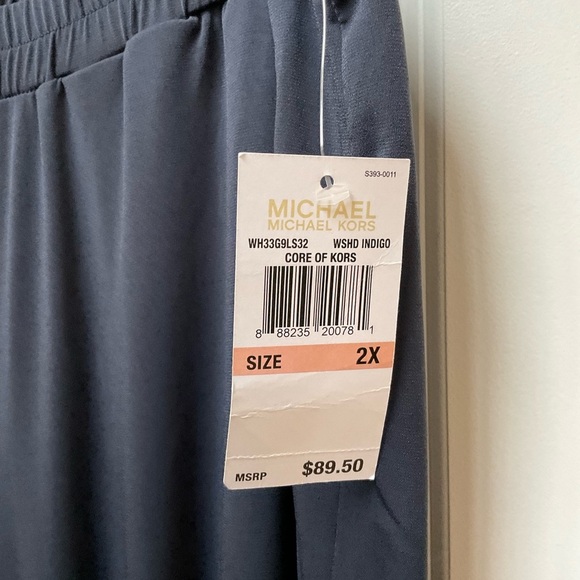 S393-0011
MICHAEL
MICHAEL KORS
WH33G9LS32 WSHD INDIGO
CORE OF KORS
8 88235 20078 1
SIZE 2X
MSRP $89.50